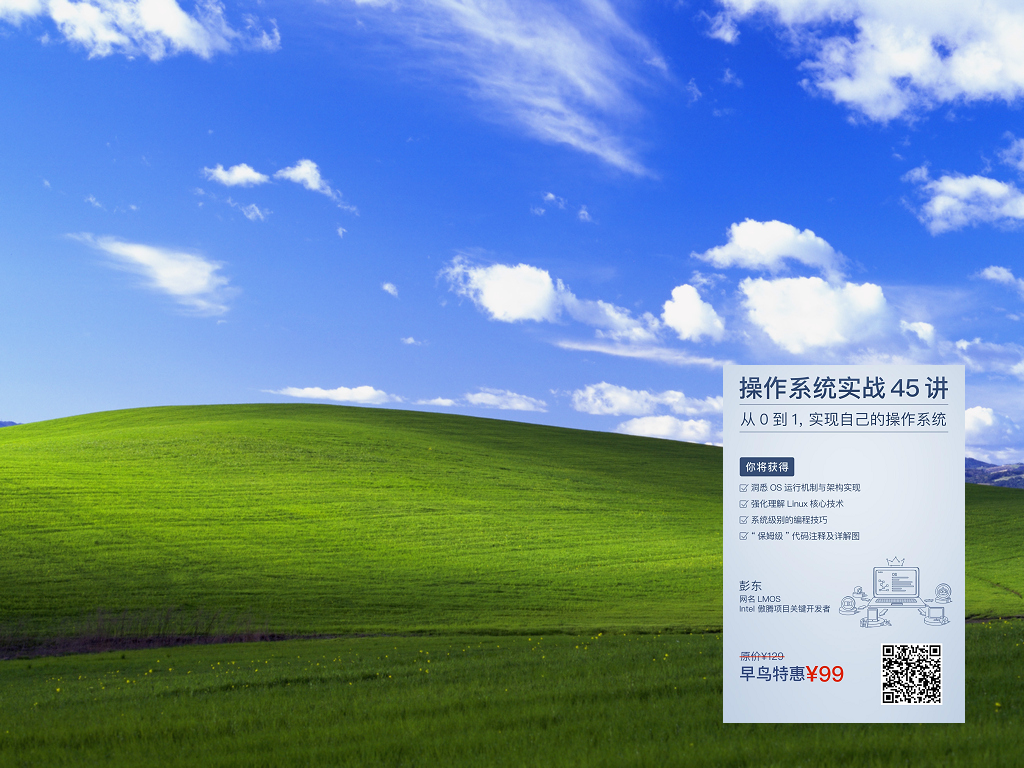 操作系统实战 45 讲
从 0 到 1, 实现自己的操作系统
你将获得
洞悉 OS 运行机制与架构实现
强化理解 Linux 核心技术
系统级别的编程技巧
“ 保姆级 ” 代码注释及详解图
彭东
网名 LMOS
Intel 傲腾项目关键开发者
原价¥129
早鸟特惠¥99